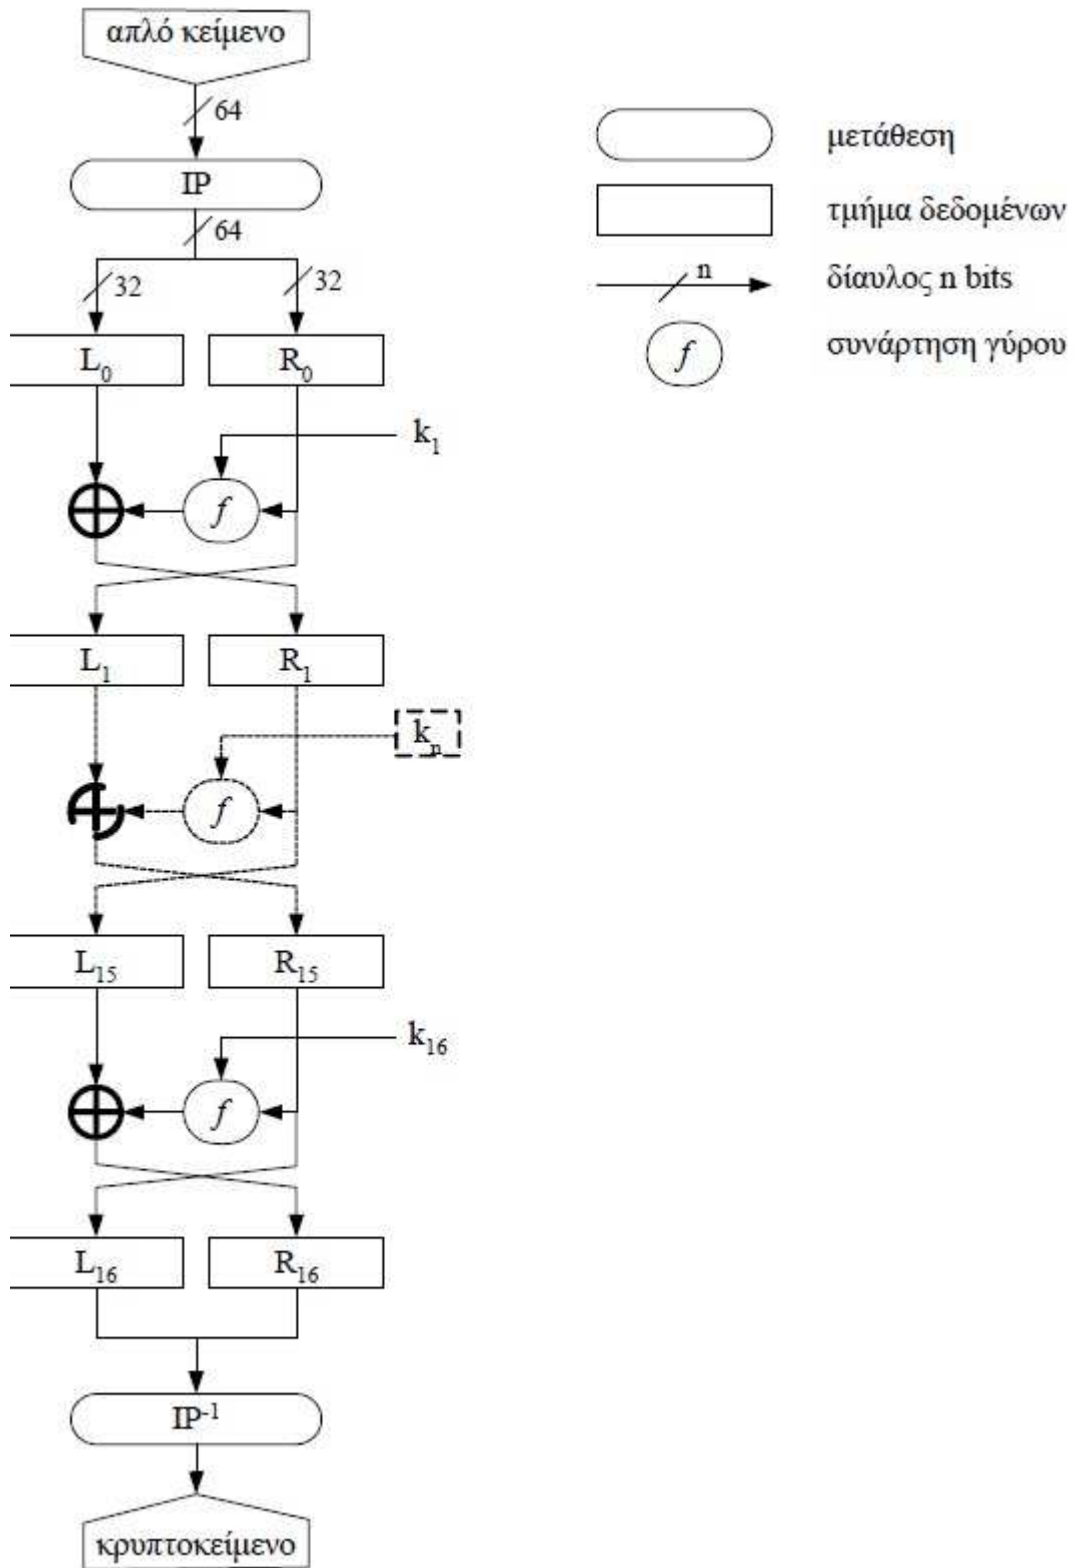 απλό κείμενο
64
IP
64
32 32
L₀ R₀
k₁
f
L₁ R₁
kₙ
f
L₁₅ R₁₅
k₁₆
f
L₁₆ R₁₆
IP⁻¹
κρυπτοκείμενο
μετάθεση
τμήμα δεδομένων
n
δίαυλος n bits
f
συνάρτηση γύρου